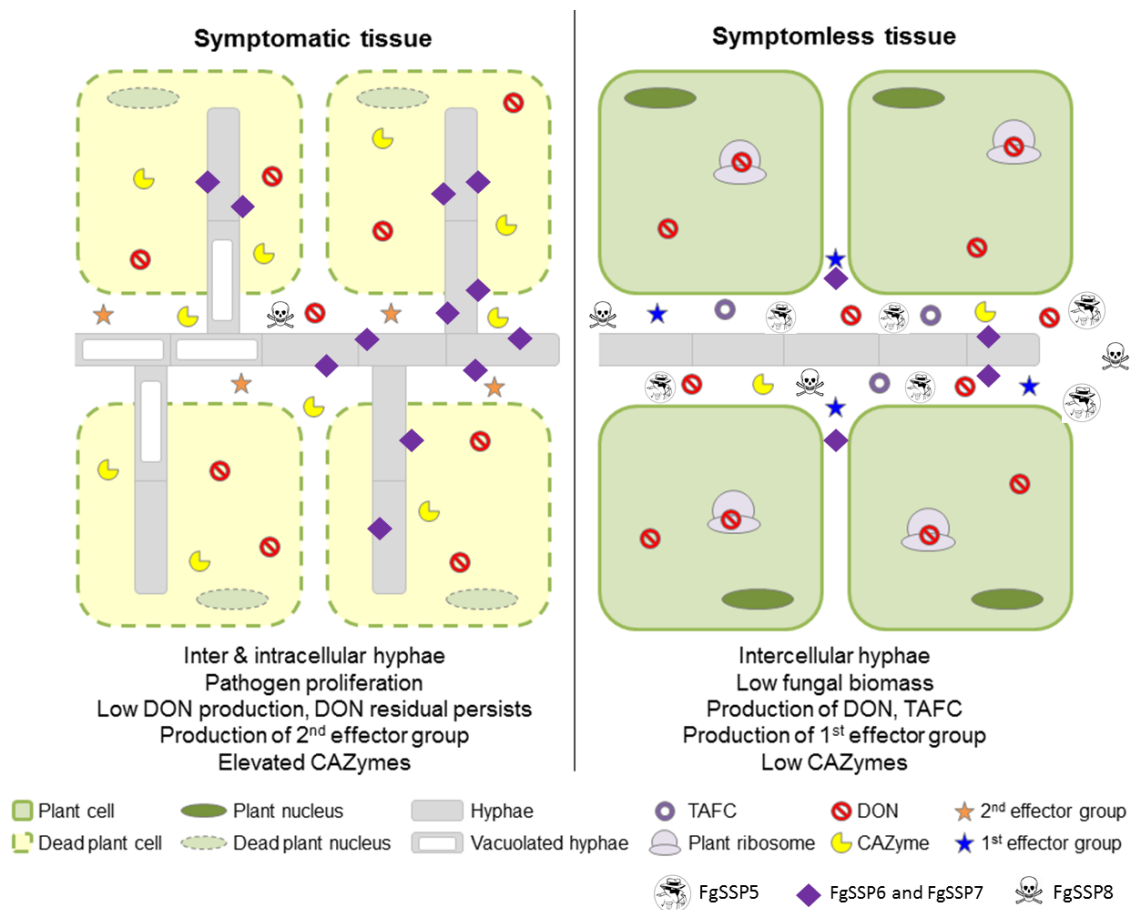 Symptomatic tissue
Symptomless tissue
Inter & intracellular hyphae
Pathogen proliferation
Low DON production, DON residual persists
Production of 2nd effector group
Elevated CAZymes
Intercellular hyphae
Low fungal biomass
Production of DON, TAFC
Production of 1st effector group
Low CAZymes
Plant cell
Plant nucleus
Hyphae
TAFC
DON
2nd effector group
Dead plant cell
Dead plant nucleus
Vacuolated hyphae
Plant ribosome
CAZyme
1st effector group
FgSSP5
FgSSP6 and FgSSP7
FgSSP8